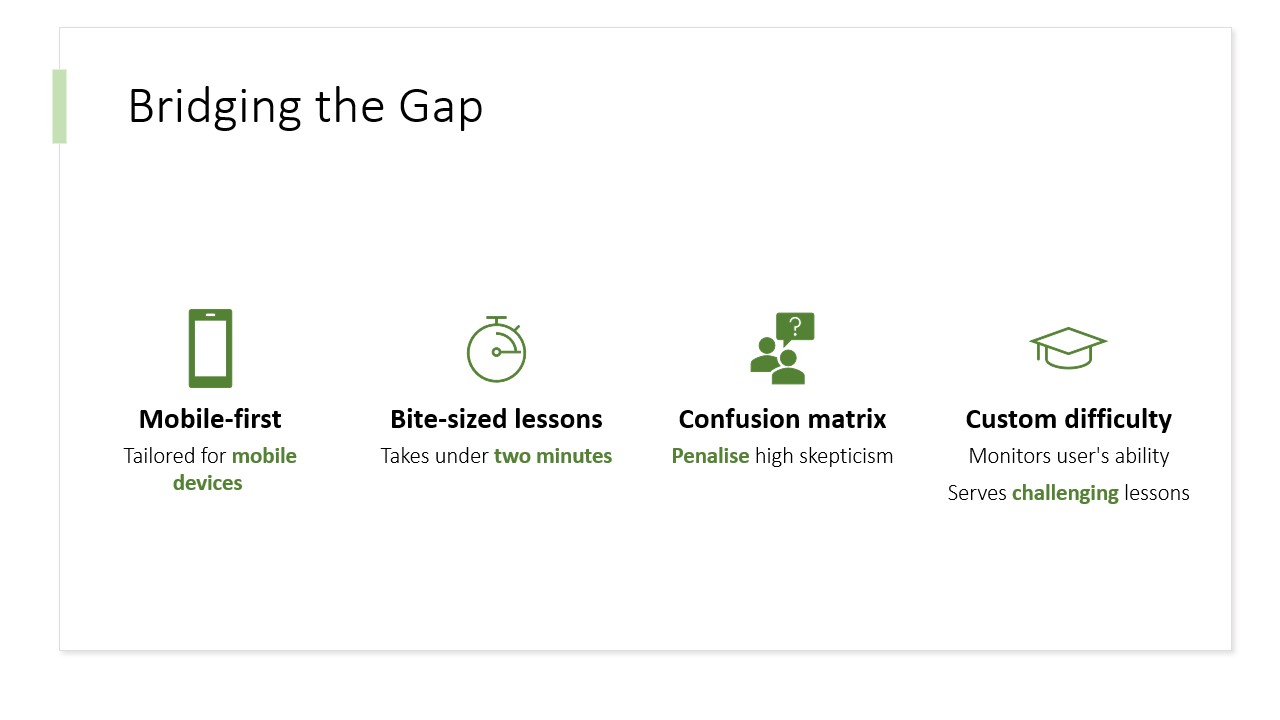 Bridging the Gap
?
Mobile-first
Tailored for mobile
devices
Bite-sized lessons
Takes under two minutes
Confusion matrix
Penalise high skepticism
Custom difficulty
Monitors user's ability
Serves challenging lessons